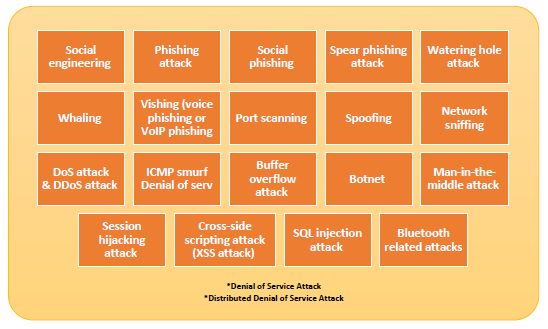 Social
engineering
Phishing
attack
Social
phishing
Spear phishing
attack
Watering hole
attack
Whaling
Vishing (voice
phishing or
VoIP phishing
Port scanning
Spoofing
Network
sniffing
DoS attack
& DDoS attack
ICMP smurf
Denial of serv
Buffer
overflow
attack
Botnet
Man-in-the-
middle attack
Session
hijacking
attack
Cross-side
scripting attack
(XSS attack)
SQL injection
attack
Bluetooth
related attacks
*Denial of Service Attack
*Distributed Denial of Service Attack